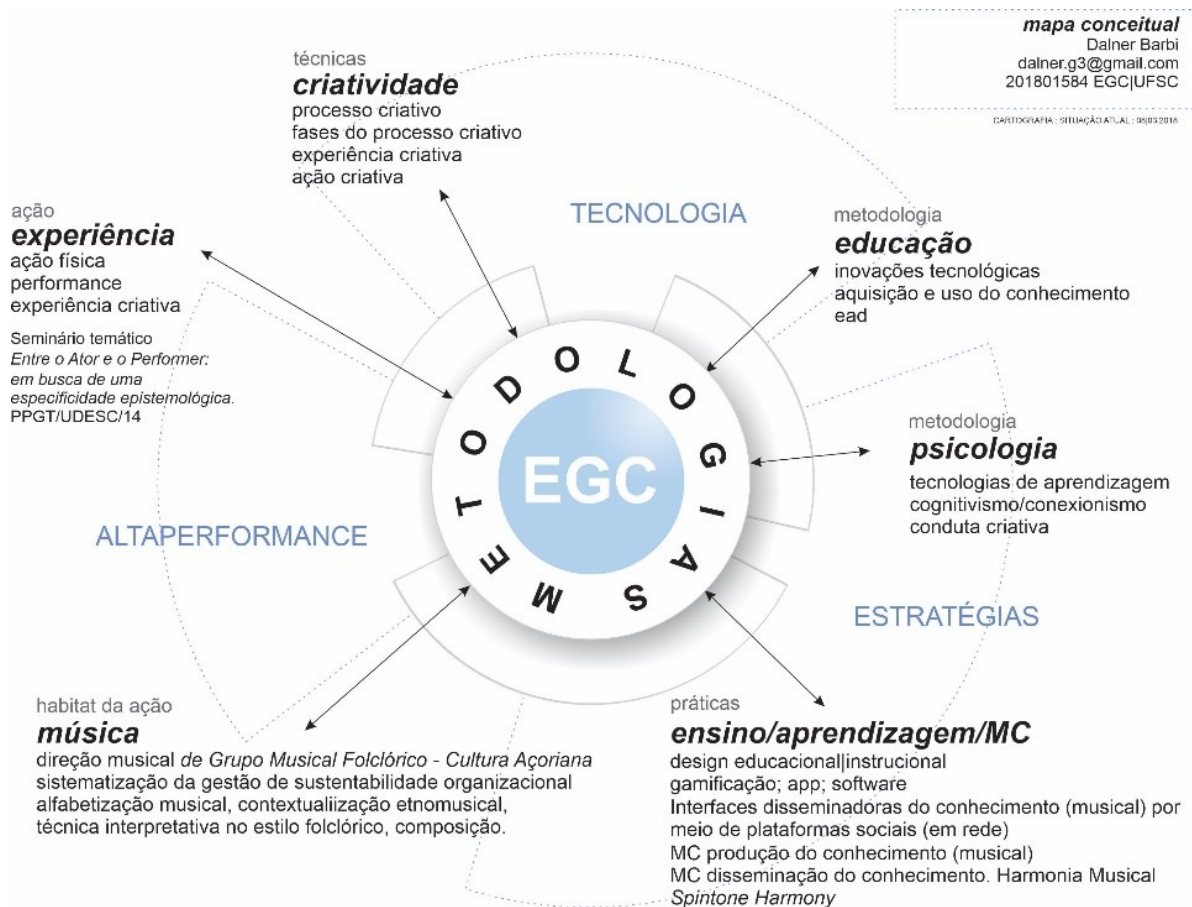 mapa conceitual
Dalner Barbi
dalner.g3@gmail.com
201801584 EGC|UFSC
CARTOGRAFIA : SITUAÇÃO ATUAL : 08|03|2018
técnicas
criatividade
processo criativo
fases do processo criativo
experiência criativa
ação criativa
TECNOLOGIA
ação
experiência
ação física
performance
experiência criativa
Seminário temático
Entre o Ator e o Performer:
em busca de uma
especificidade epistemológica.
PPGT/UDESC/14
metodologia
educação
inovações tecnológicas
aquisição e uso do conhecimento
ead
METODOLOGIAS
EGC
metodologia
psicologia
tecnologias de aprendizagem
cognitivismo/conexionismo
conduta criativa
ALTAPERFORMANCE
ESTRATÉGIAS
habitat da ação
música
direção musical de Grupo Musical Folclórico - Cultura Açoriana
sistematização da gestão de sustentabilidade organizacional
alfabetização musical, contextualiização etnomusical,
técnica interpretativa no estilo folclórico, composição.
práticas
ensino/aprendizagem/MC
design educacional|instrucional
gamificação; app; software
Interfaces disseminadoras do conhecimento (musical) por
meio de plataformas sociais (em rede)
MC produção do conhecimento (musical)
MC disseminação do conhecimento. Harmonia Musical
Spintone Harmony